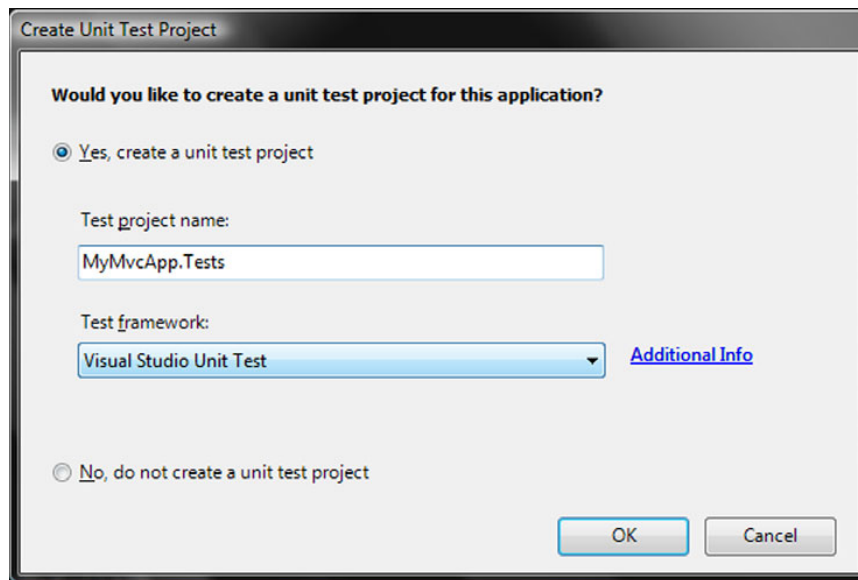 Create Unit Test Project
Would you like to create a unit test project for this application?
Yes, create a unit test project
Test project name:
MyMvcApp.Tests
Test framework:
Visual Studio Unit Test
Additional Info
No, do not create a unit test project
OK
Cancel